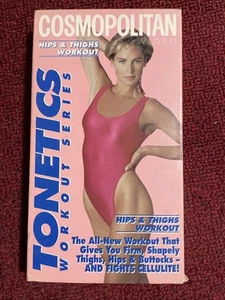 COSMOPOLITAN
VIDEO
HIPS & THIGHS
WORKOUT
TONETICS
WORKOUT SERIES
HIPS & THIGHS
WORKOUT
The All-New Workout That
Gives You Firm, Shapely
Thighs, Hips & Buttocks -
AND FIGHTS CELLULITE!